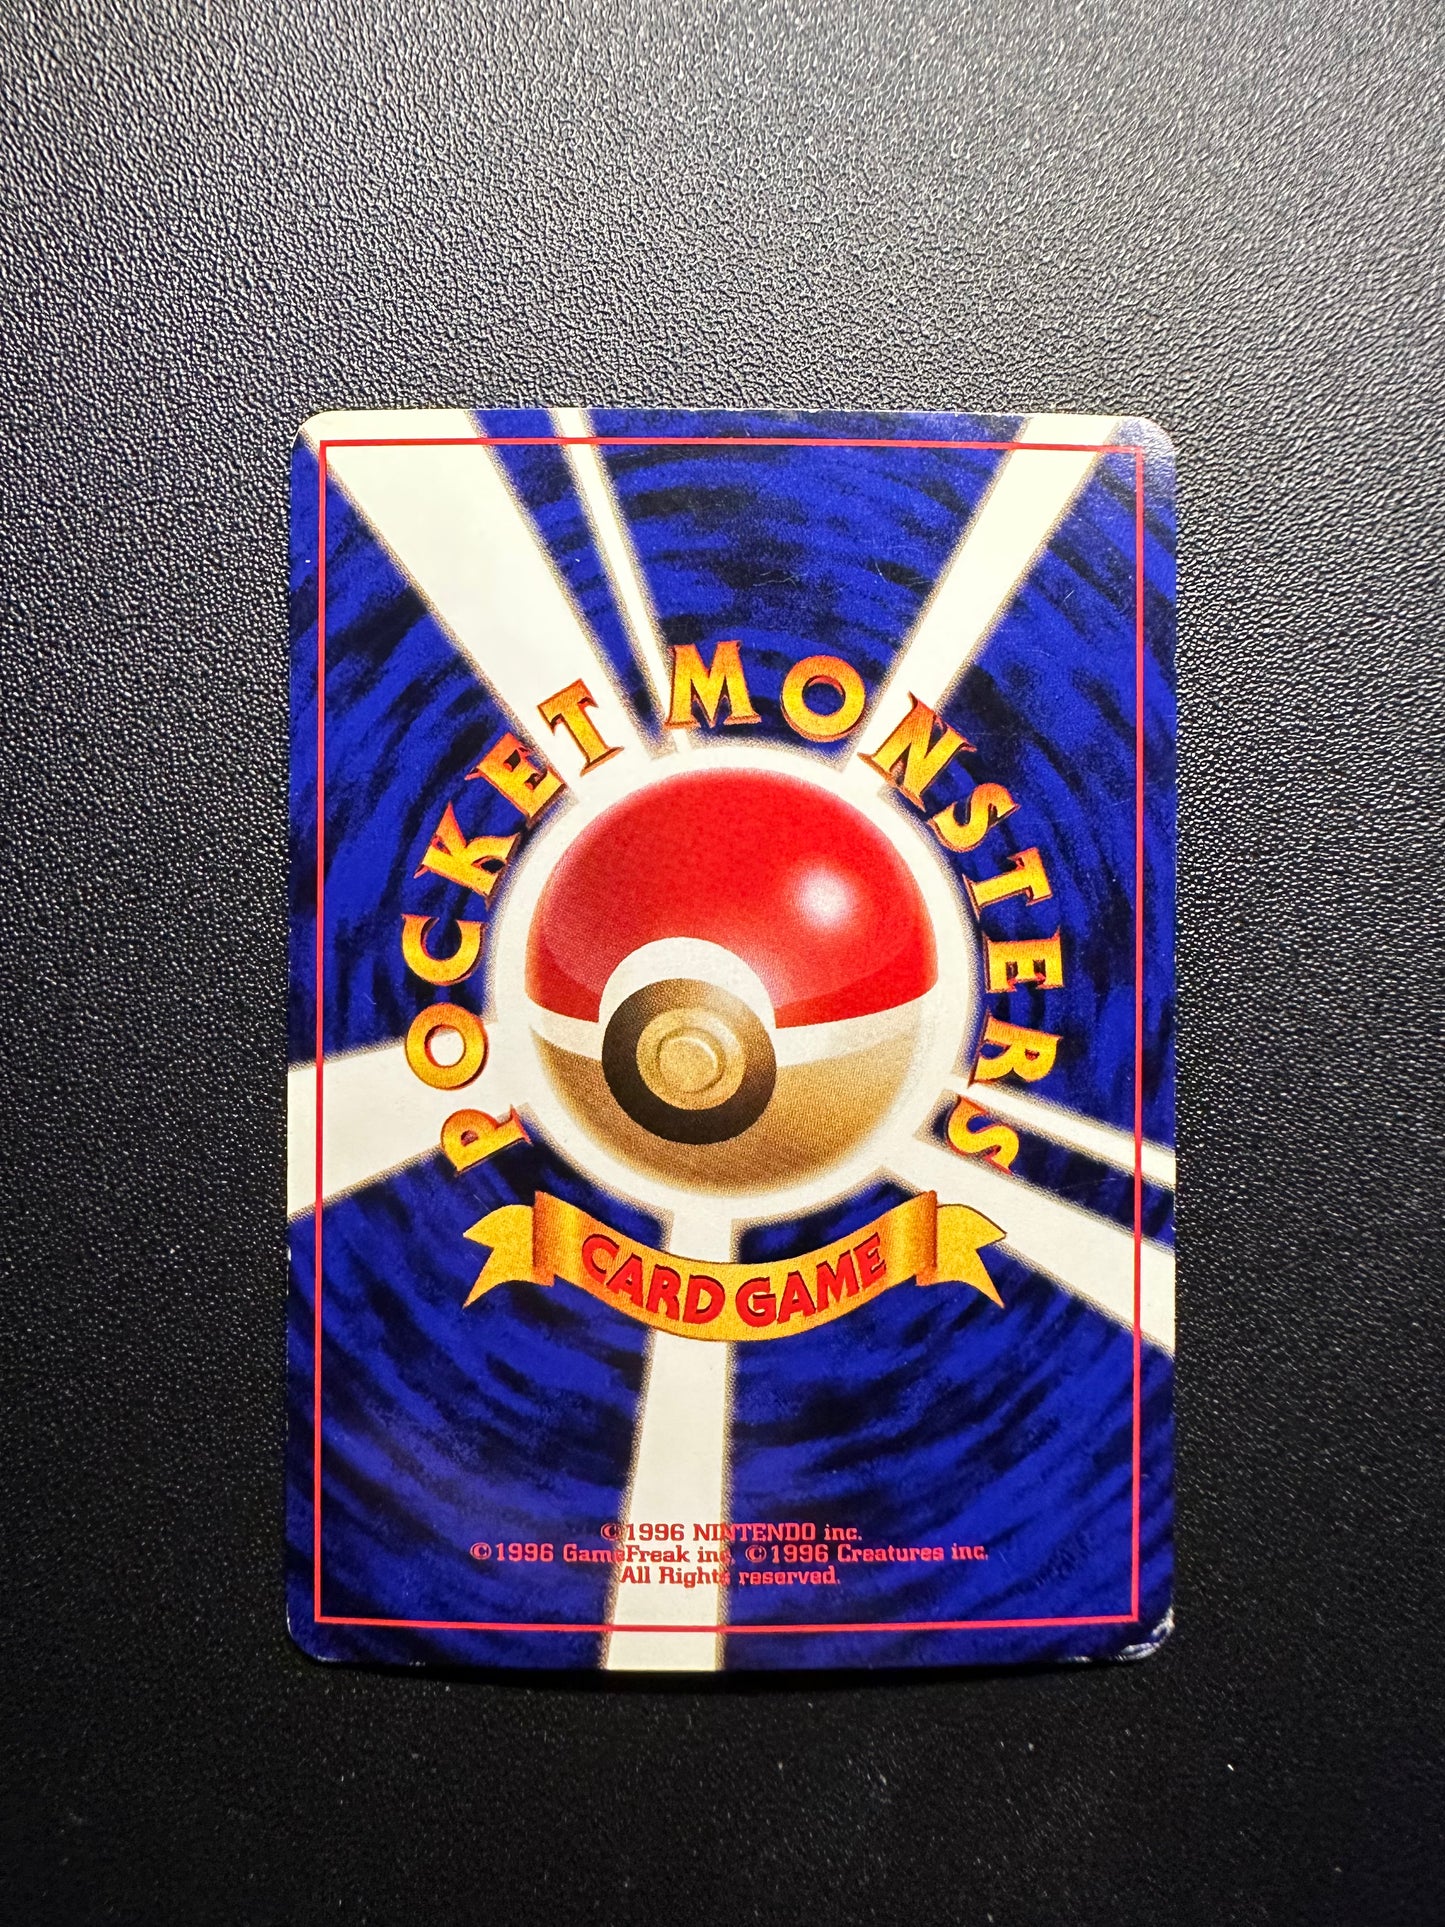 POCKET MONSTERS
CARD GAME
©1996 NINTENDO inc.
©1996 GameFreak inc. ©1996 Creatures inc.
All Rights reserved.